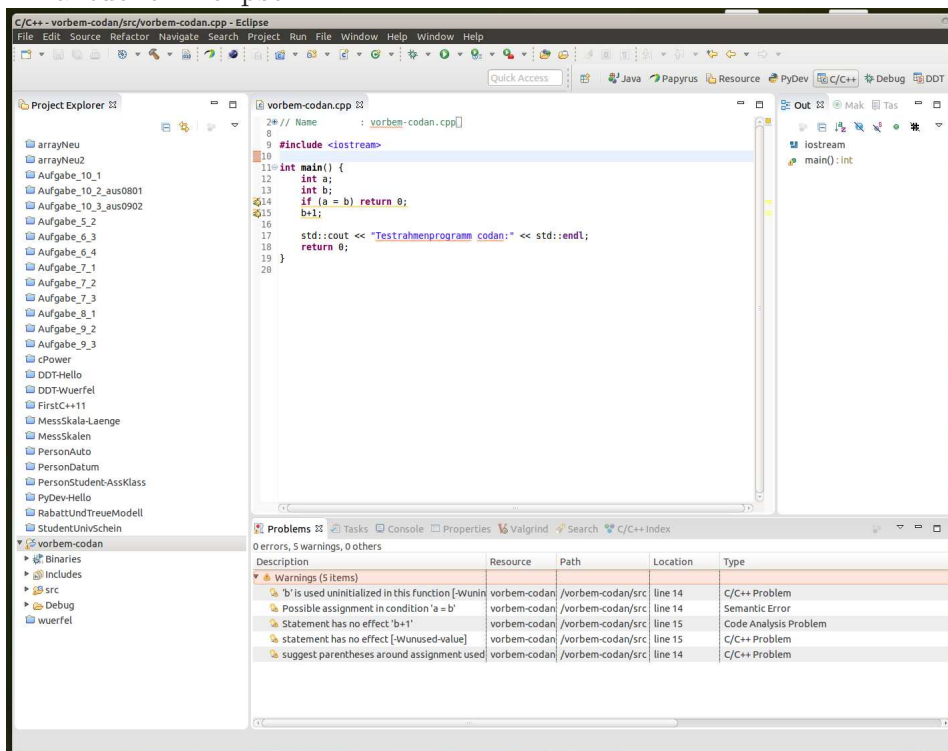 C/C++ - vorbem-codan/src/vorbem-codan.cpp - Eclipse
File Edit Source Refactor Navigate Search Project Run File Window Help Window Help
Quick Access Java Papyrus Resource PyDev C/C++ Debug DDT
Project Explorer
arrayNeu
arrayNeu2
Aufgabe_10_1
Aufgabe_10_2_aus0801
Aufgabe_10_3_aus0902
Aufgabe_5_2
Aufgabe_6_3
Aufgabe_6_4
Aufgabe_7_1
Aufgabe_7_2
Aufgabe_7_3
Aufgabe_8_1
Aufgabe_9_2
Aufgabe_9_3
cPower
DDT-Hello
DDT-Wuerfel
FirstC++11
MessSkala-Laenge
MessSkalen
PersonAuto
PersonDatum
PersonStudent-AssKlass
PyDev-Hello
RabattUndTreueModell
StudentUnivSchein
vorbem-codan
Binaries
Includes
src
Debug
wuerfel
vorbem-codan.cpp
2 // Name : vorbem-codan.cpp
8
9 #include <iostream>
10
11 int main() {
12 int a;
13 int b;
14 if (a = b) return 0;
15 b+1;
16
17 std::cout << "Testrahmenprogramm codan:" << std::endl;
18 return 0;
19 }
20
Out Mak Tas
iostream
main() : int
Problems Tasks Console Properties Valgrind Search C/C++ Index
0 errors, 5 warnings, 0 others
Description Resource Path Location Type
Warnings (5 items)
'b' is used uninitialized in this function [-Wunin vorbem-codan /vorbem-codan/src line 14 C/C++ Problem
Possible assignment in condition 'a = b' vorbem-codan /vorbem-codan/src line 14 Semantic Error
Statement has no effect 'b+1' vorbem-codan /vorbem-codan/src line 15 Code Analysis Problem
statement has no effect [-Wunused-value] vorbem-codan /vorbem-codan/src line 15 C/C++ Problem
suggest parentheses around assignment used vorbem-codan /vorbem-codan/src line 14 C/C++ Problem